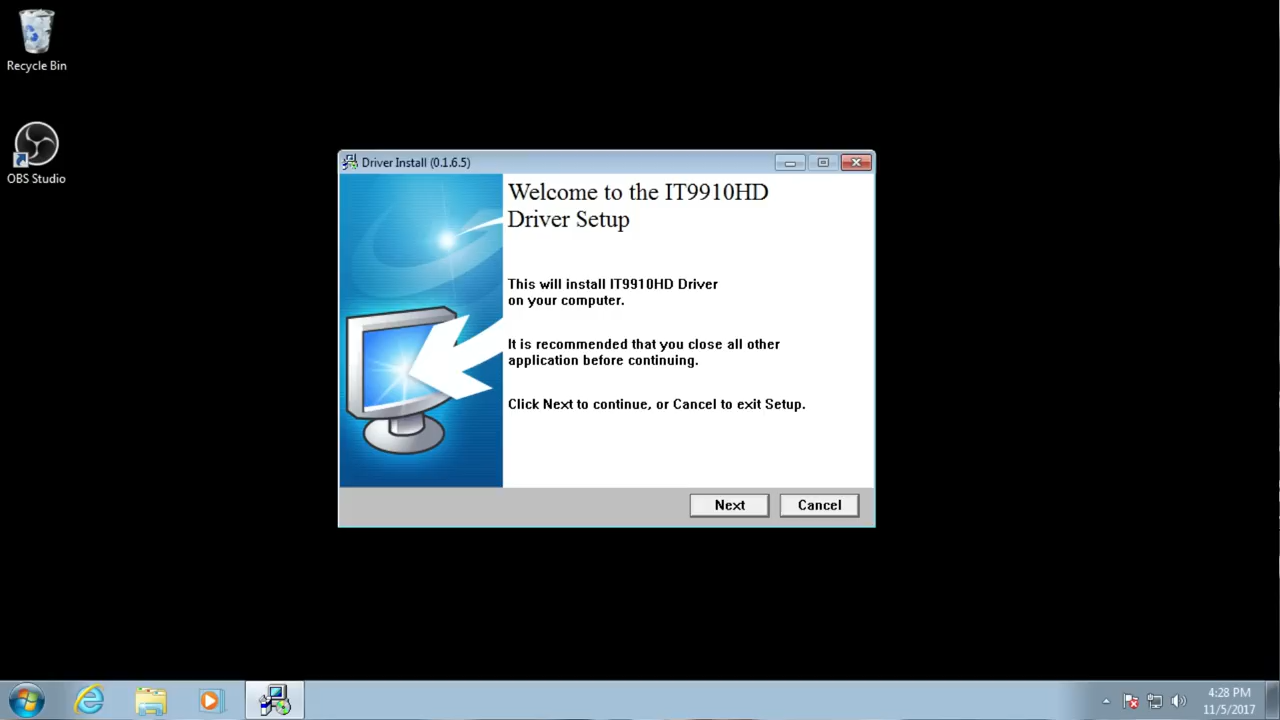 Recycle Bin
OBS Studio
Driver Install (0.1.6.5)
Welcome to the IT9910HD
Driver Setup
This will install IT9910HD Driver
on your computer.
It is recommended that you close all other
application before continuing.
Click Next to continue, or Cancel to exit Setup.
Next
Cancel
4:28 PM
11/5/2017